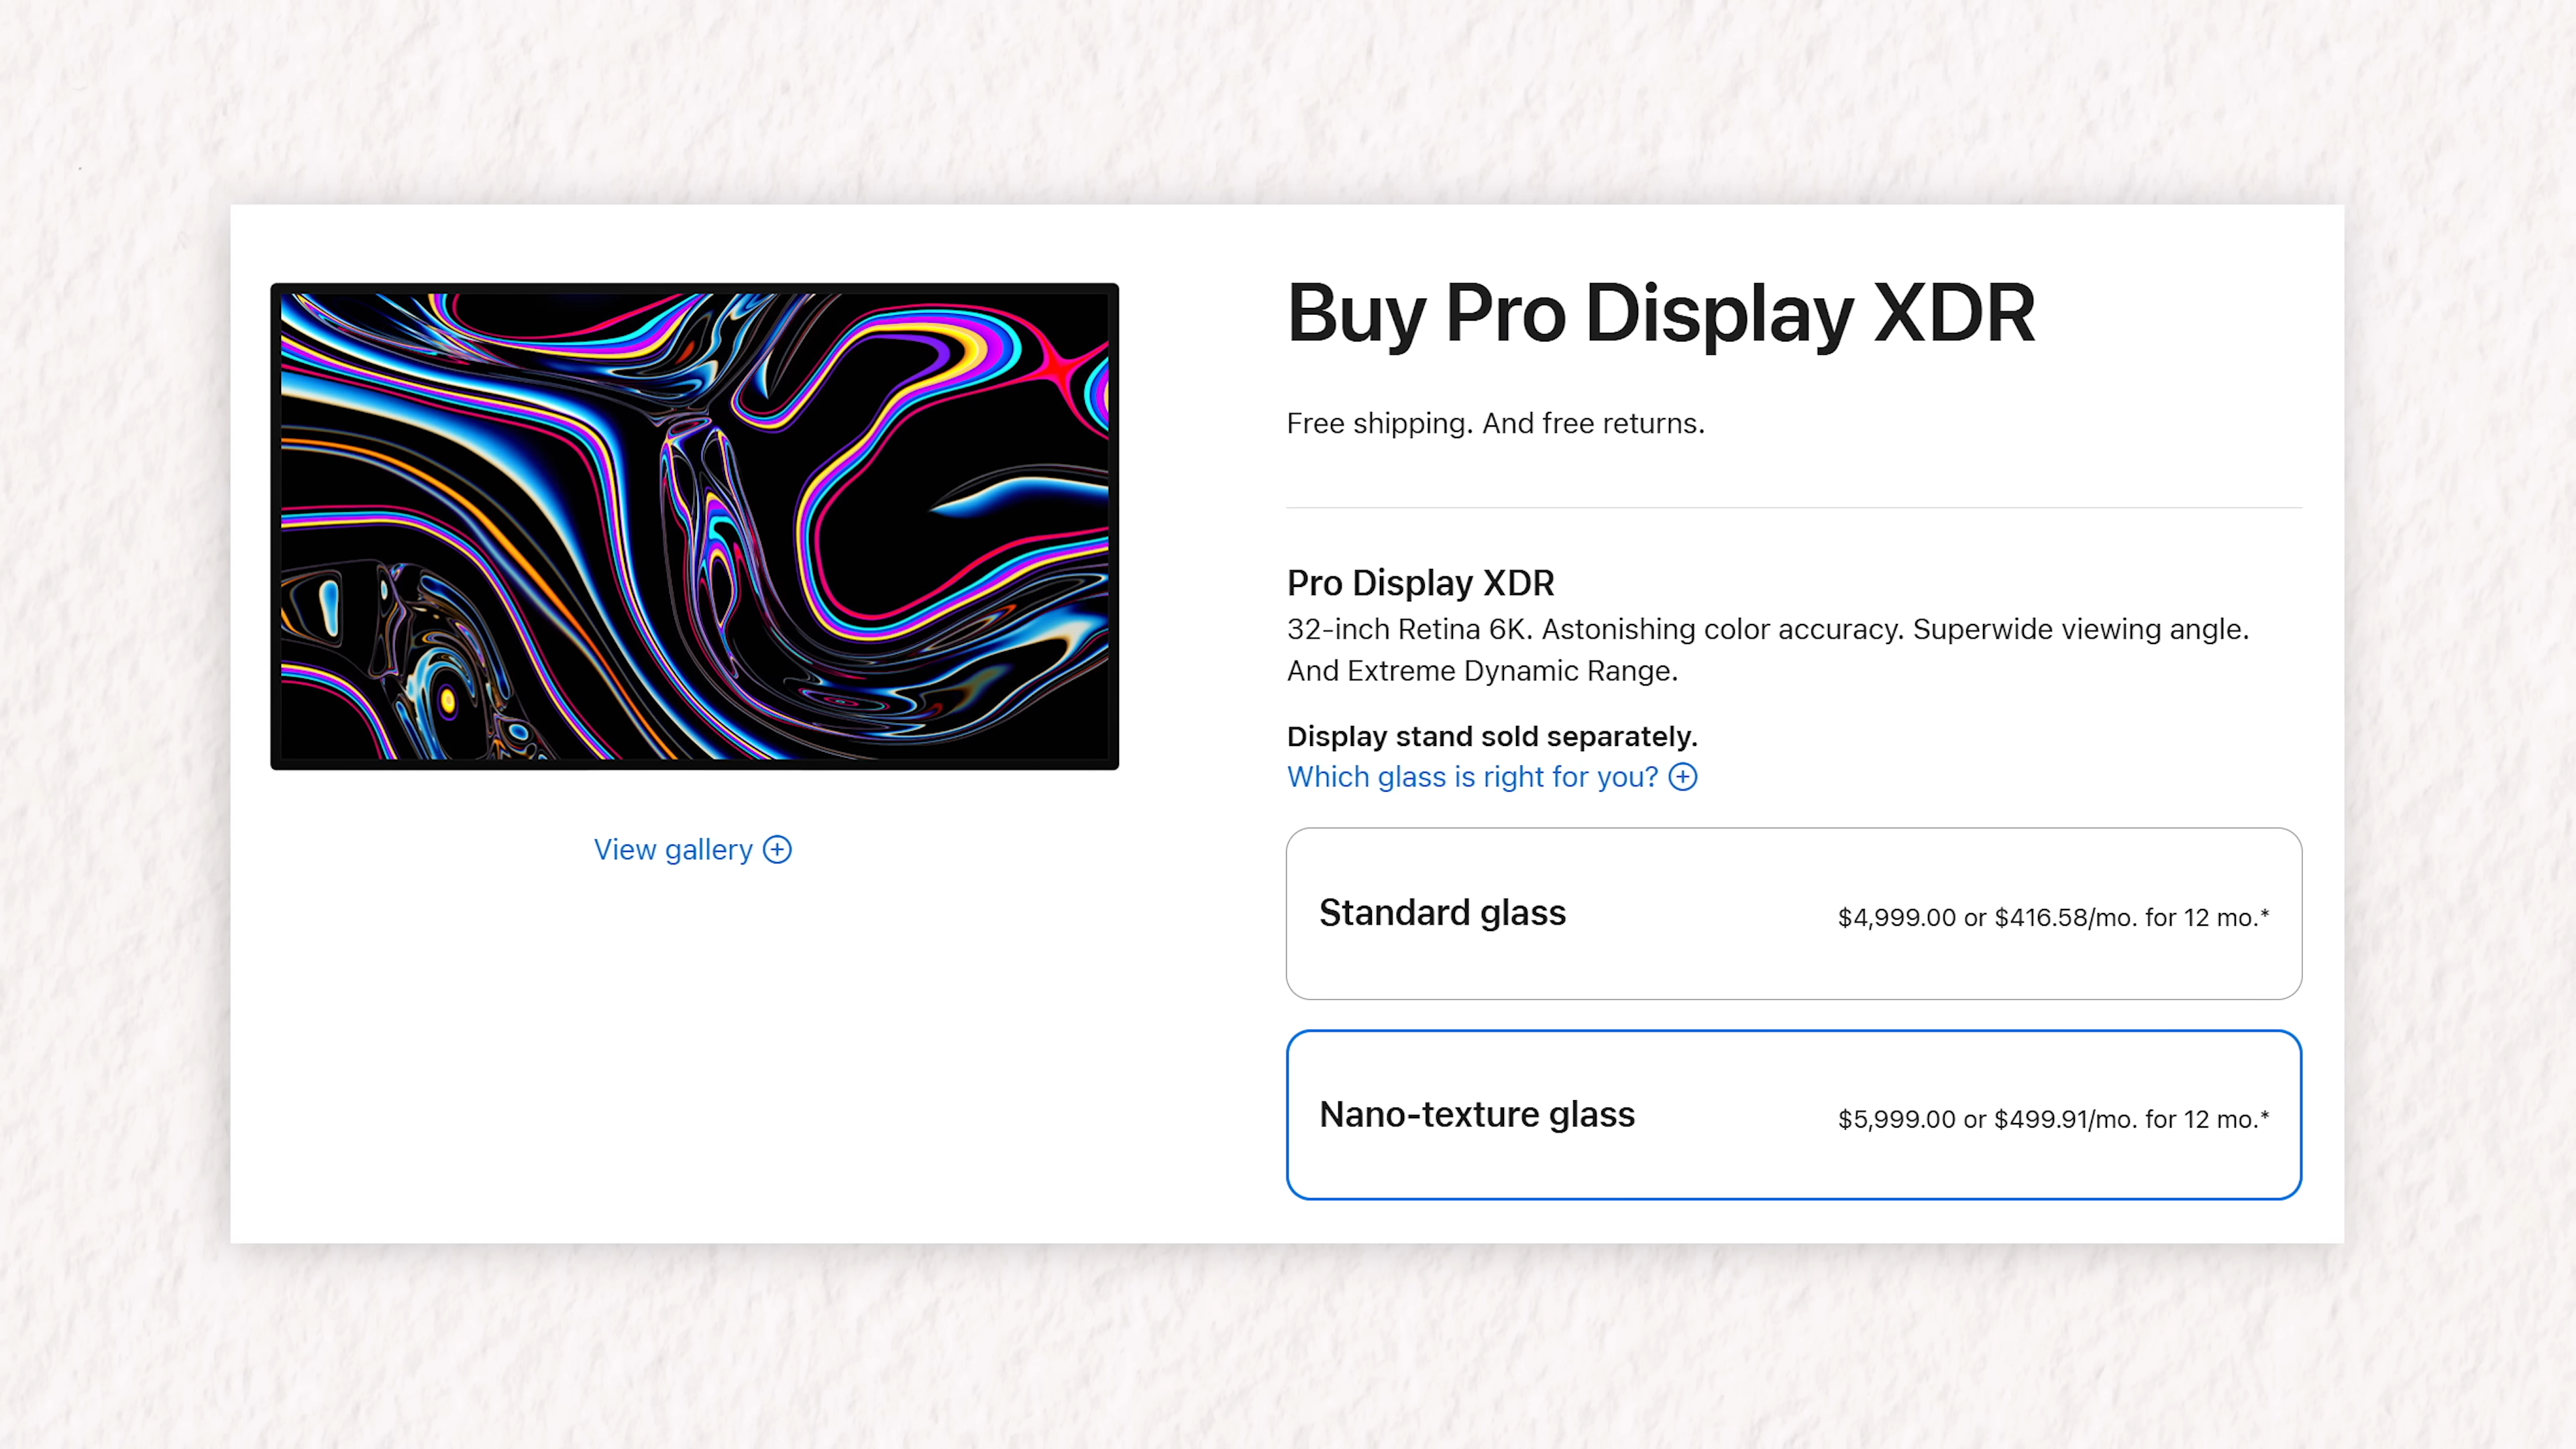 Buy Pro Display XDR
Free shipping. And free returns.
Pro Display XDR
32-inch Retina 6K. Astonishing color accuracy. Superwide viewing angle.
And Extreme Dynamic Range.
Display stand sold separately.
Which glass is right for you?
View gallery
Standard glass $4,999.00 or $416.58/mo. for 12 mo.*
Nano-texture glass $5,999.00 or $499.91/mo. for 12 mo.*